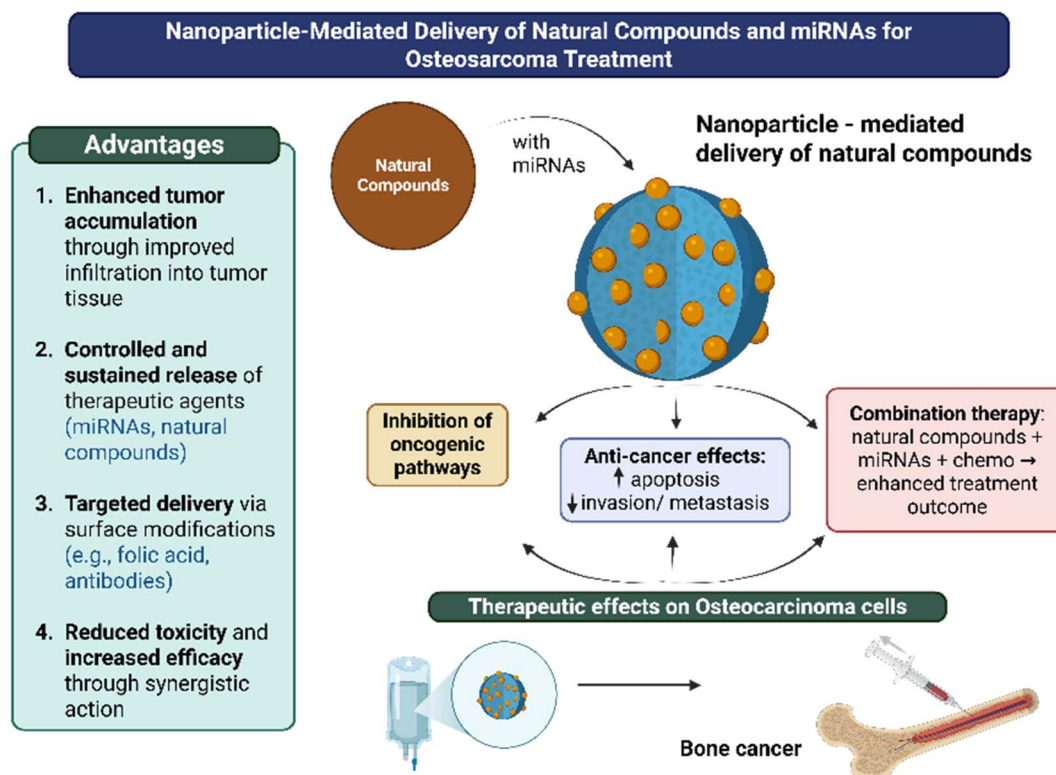 Nanoparticle-Mediated Delivery of Natural Compounds and miRNAs for
Osteosarcoma Treatment
Advantages
1. Enhanced tumor
accumulation
through improved
infiltration into tumor
tissue
2. Controlled and
sustained release of
therapeutic agents
(miRNAs, natural
compounds)
3. Targeted delivery via
surface modifications
(e.g., folic acid,
antibodies)
4. Reduced toxicity and
increased efficacy
through synergistic
action
Natural
Compounds
with
miRNAs
Nanoparticle - mediated
delivery of natural compounds
Inhibition of
oncogenic
pathways
Anti-cancer effects:
↑ apoptosis
↓ invasion/ metastasis
Combination therapy:
natural compounds +
miRNAs + chemo →
enhanced treatment
outcome
Therapeutic effects on Osteocarcinoma cells
Bone cancer